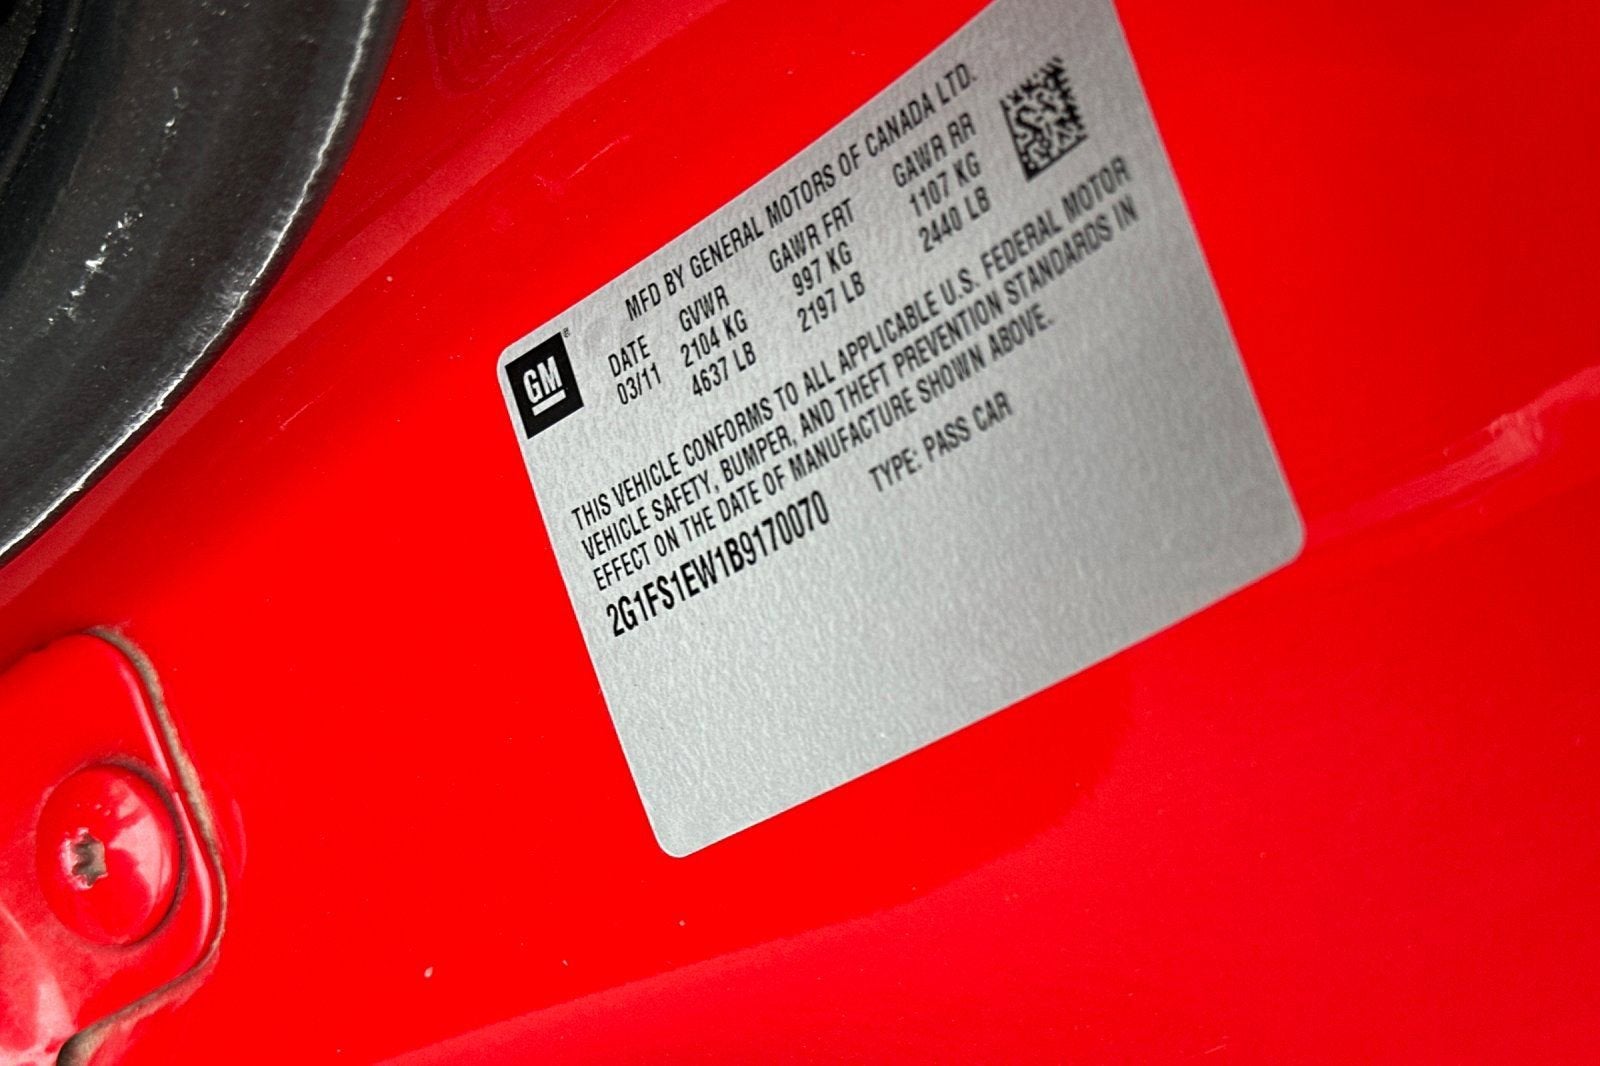 MFD BY GENERAL MOTORS OF CANADA LTD.
GM®
DATE GVWR GAWR FRT GAWR RR
03/11 2104 KG 997 KG 1107 KG
4637 LB 2197 LB 2440 LB
THIS VEHICLE CONFORMS TO ALL APPLICABLE U.S. FEDERAL MOTOR
VEHICLE SAFETY, BUMPER, AND THEFT PREVENTION STANDARDS IN
EFFECT ON THE DATE OF MANUFACTURE SHOWN ABOVE.
2G1FS1EW1B9170070 TYPE: PASS CAR